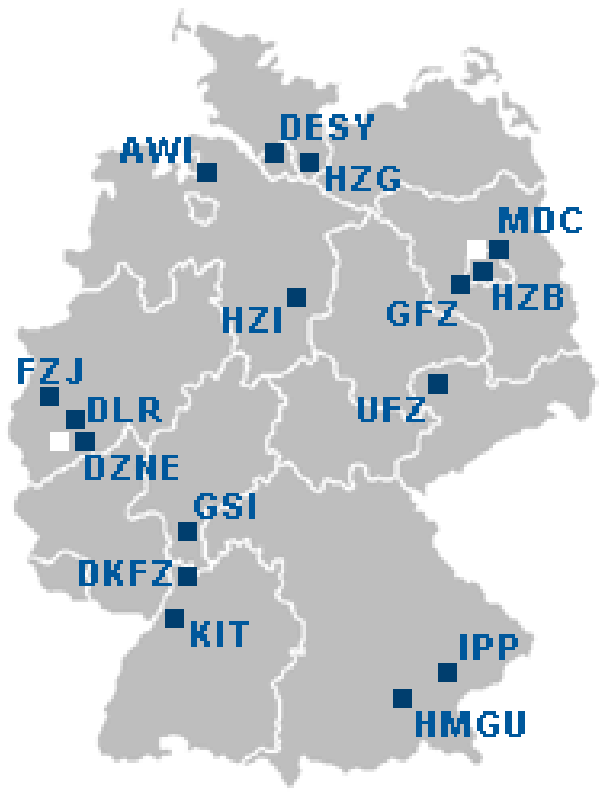 DESY
AWI
HZG
MDC
HZB
GFZ
HZI
FZJ
DLR
UFZ
DZNE
GSI
DKFZ
KIT
IPP
HMGU